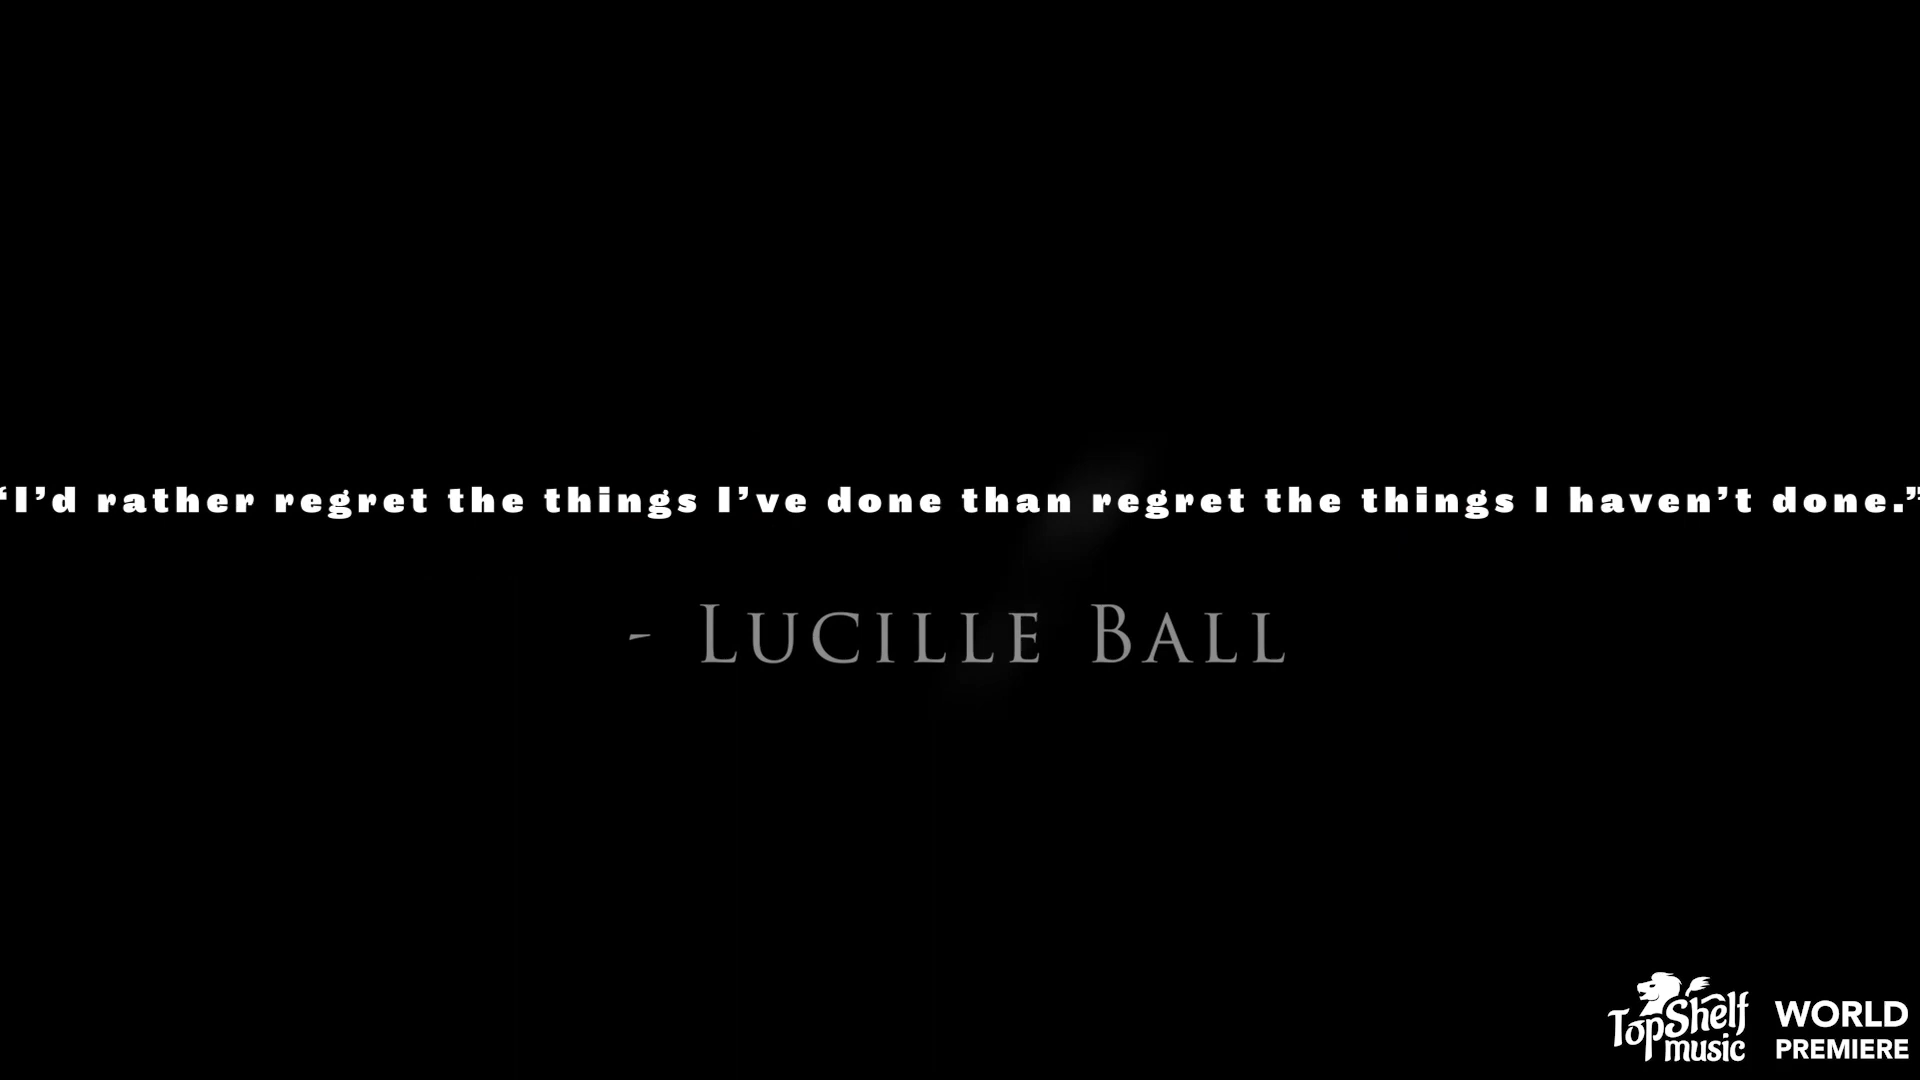 “I’d rather regret the things I’ve done than regret the things I haven’t done.”
- Lucille Ball
TopShelf
music
WORLD
PREMIERE